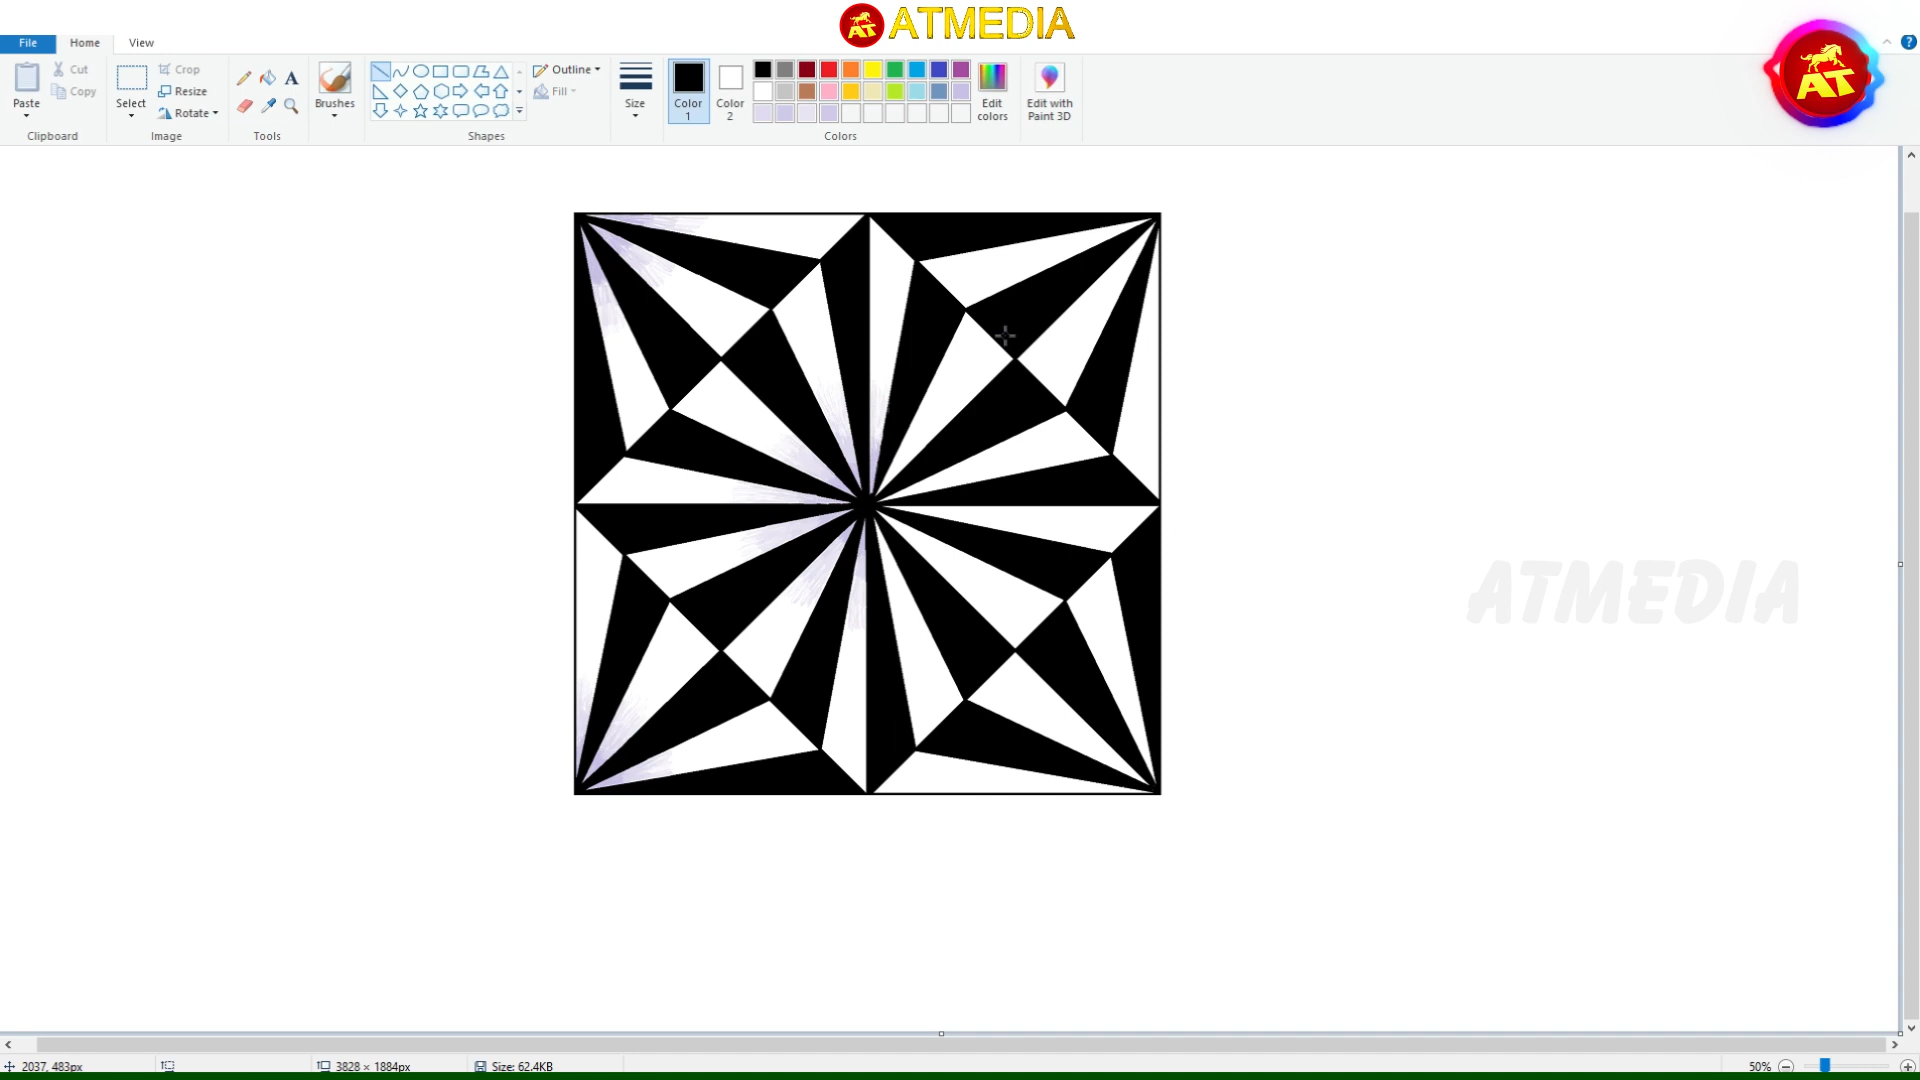 AT ATMEDIA
File Home View
AT
Paste
Cut
Copy
Clipboard
Select
Crop
Resize
Rotate
Image
A
Tools
Brushes
Shapes
Outline
Fill
Size
Color
1
Color
2
Colors
Edit
colors
Edit with
Paint 3D
?
ATMEDIA
2037, 483px
3828 × 1884px
Size: 62.4KB
50%